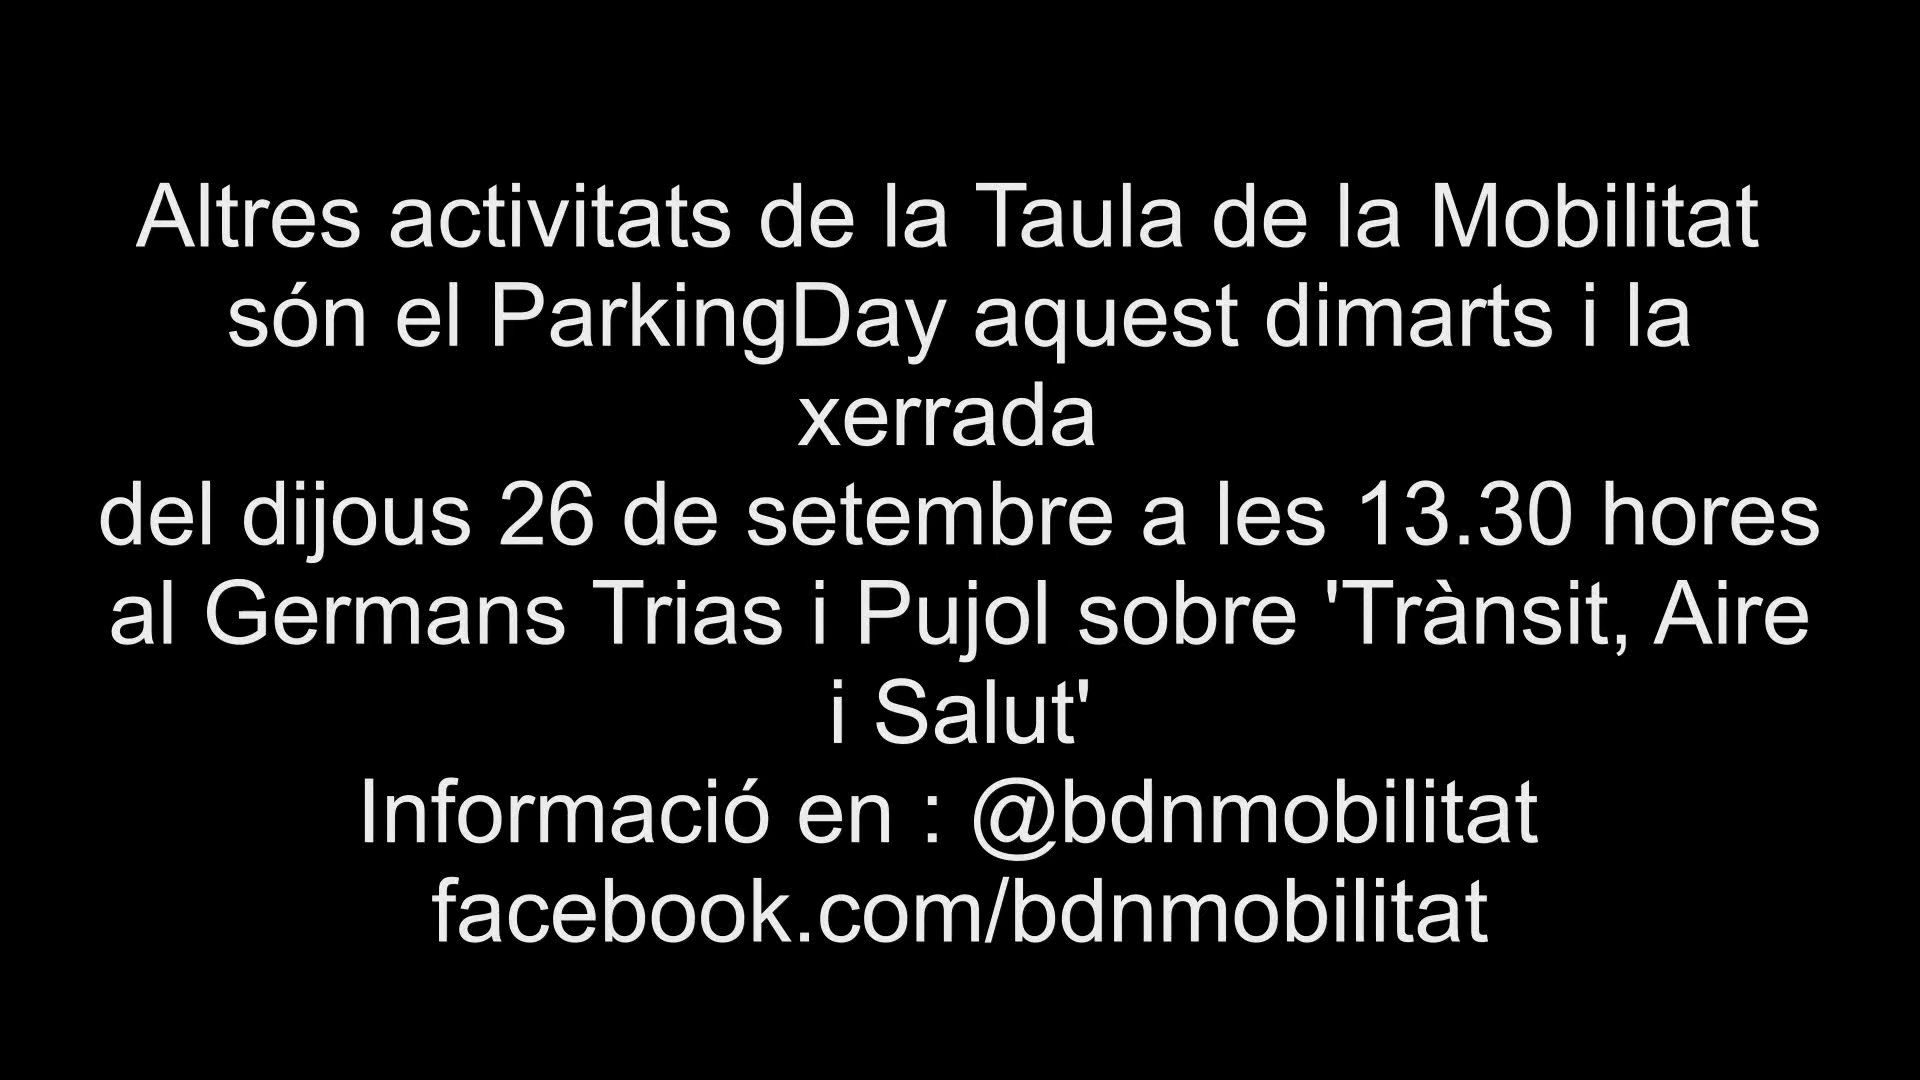 Altres activitats de la Taula de la Mobilitat
són el ParkingDay aquest dimarts i la
xerrada
del dijous 26 de setembre a les 13.30 hores
al Germans Trias i Pujol sobre 'Trànsit, Aire
i Salut'
Informació en : @bdnmobilitat
facebook.com/bdnmobilitat